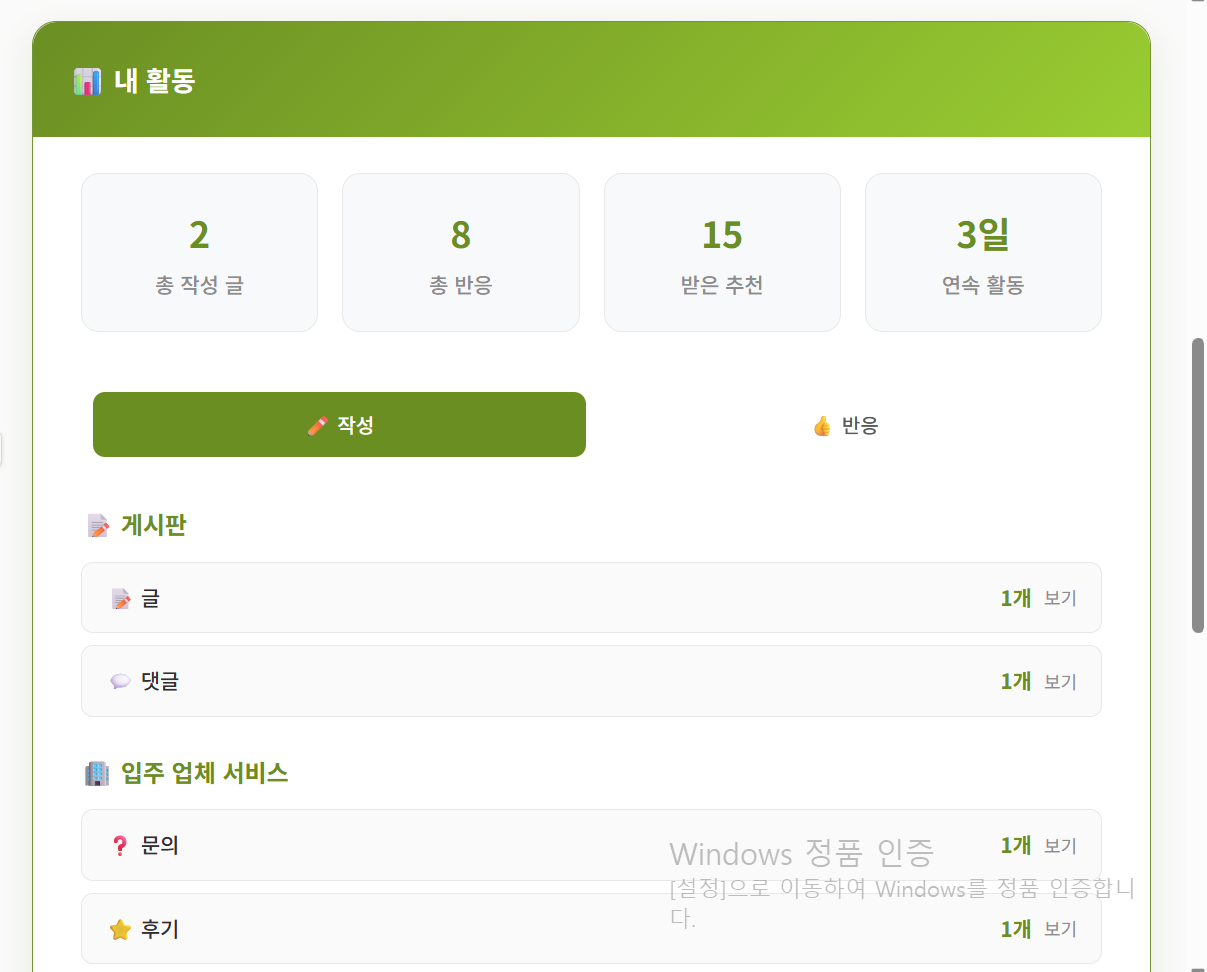 내 활동
2
총 작성 글
8
총 반응
15
받은 추천
3일
연속 활동
작성
반응
게시판
글
1개 보기
댓글
1개 보기
입주 업체 서비스
문의
1개 보기
후기
1개 보기
Windows 정품 인증
[설정]으로 이동하여 Windows를 정품 인증합니
다.